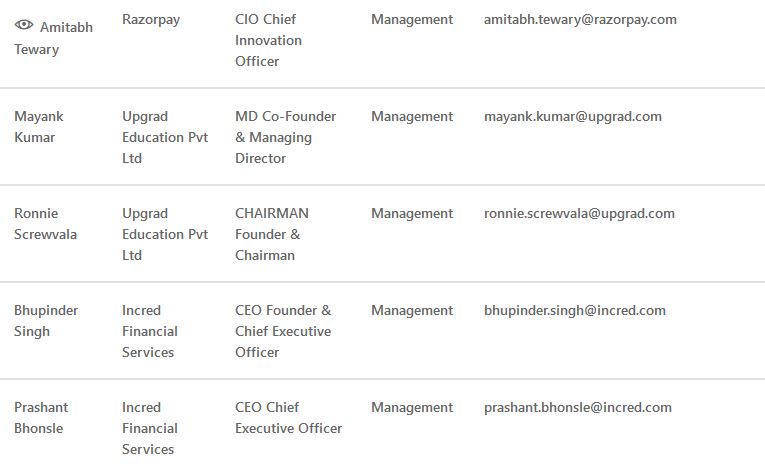 Amitabh Tewary Razorpay CIO Chief Innovation Officer Management amitabh.tewary@razorpay.com
Mayank Kumar Upgrad Education Pvt Ltd MD Co-Founder & Managing Director Management mayank.kumar@upgrad.com
Ronnie Screwvala Upgrad Education Pvt Ltd CHAIRMAN Founder & Chairman Management ronnie.screwvala@upgrad.com
Bhupinder Singh Incred Financial Services CEO Founder & Chief Executive Officer Management bhupinder.singh@incred.com
Prashant Bhonsle Incred Financial Services CEO Chief Executive Officer Management prashant.bhonsle@incred.com